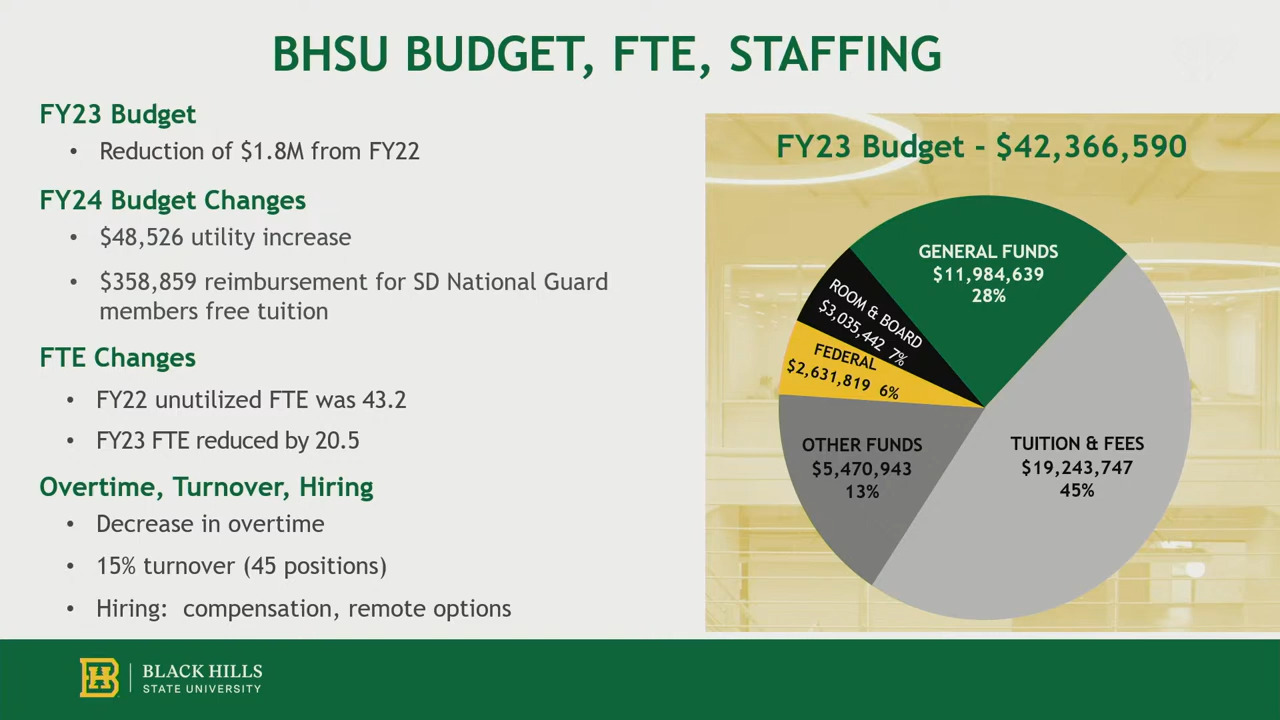 BHSU BUDGET, FTE, STAFFING
FY23 Budget
• Reduction of $1.8M from FY22
FY24 Budget Changes
• $48,526 utility increase
• $358,859 reimbursement for SD National Guard
members free tuition
FTE Changes
• FY22 unutilized FTE was 43.2
• FY23 FTE reduced by 20.5
Overtime, Turnover, Hiring
• Decrease in overtime
• 15% turnover (45 positions)
• Hiring: compensation, remote options
FY23 Budget - $42,366,590
GENERAL FUNDS
$11,984,639
28%
ROOM & BOARD
$3,035,442 7%
FEDERAL
$2,631,819 6%
OTHER FUNDS
$5,470,943
13%
TUITION & FEES
$19,243,747
45%
BH
BLACK HILLS
STATE UNIVERSITY